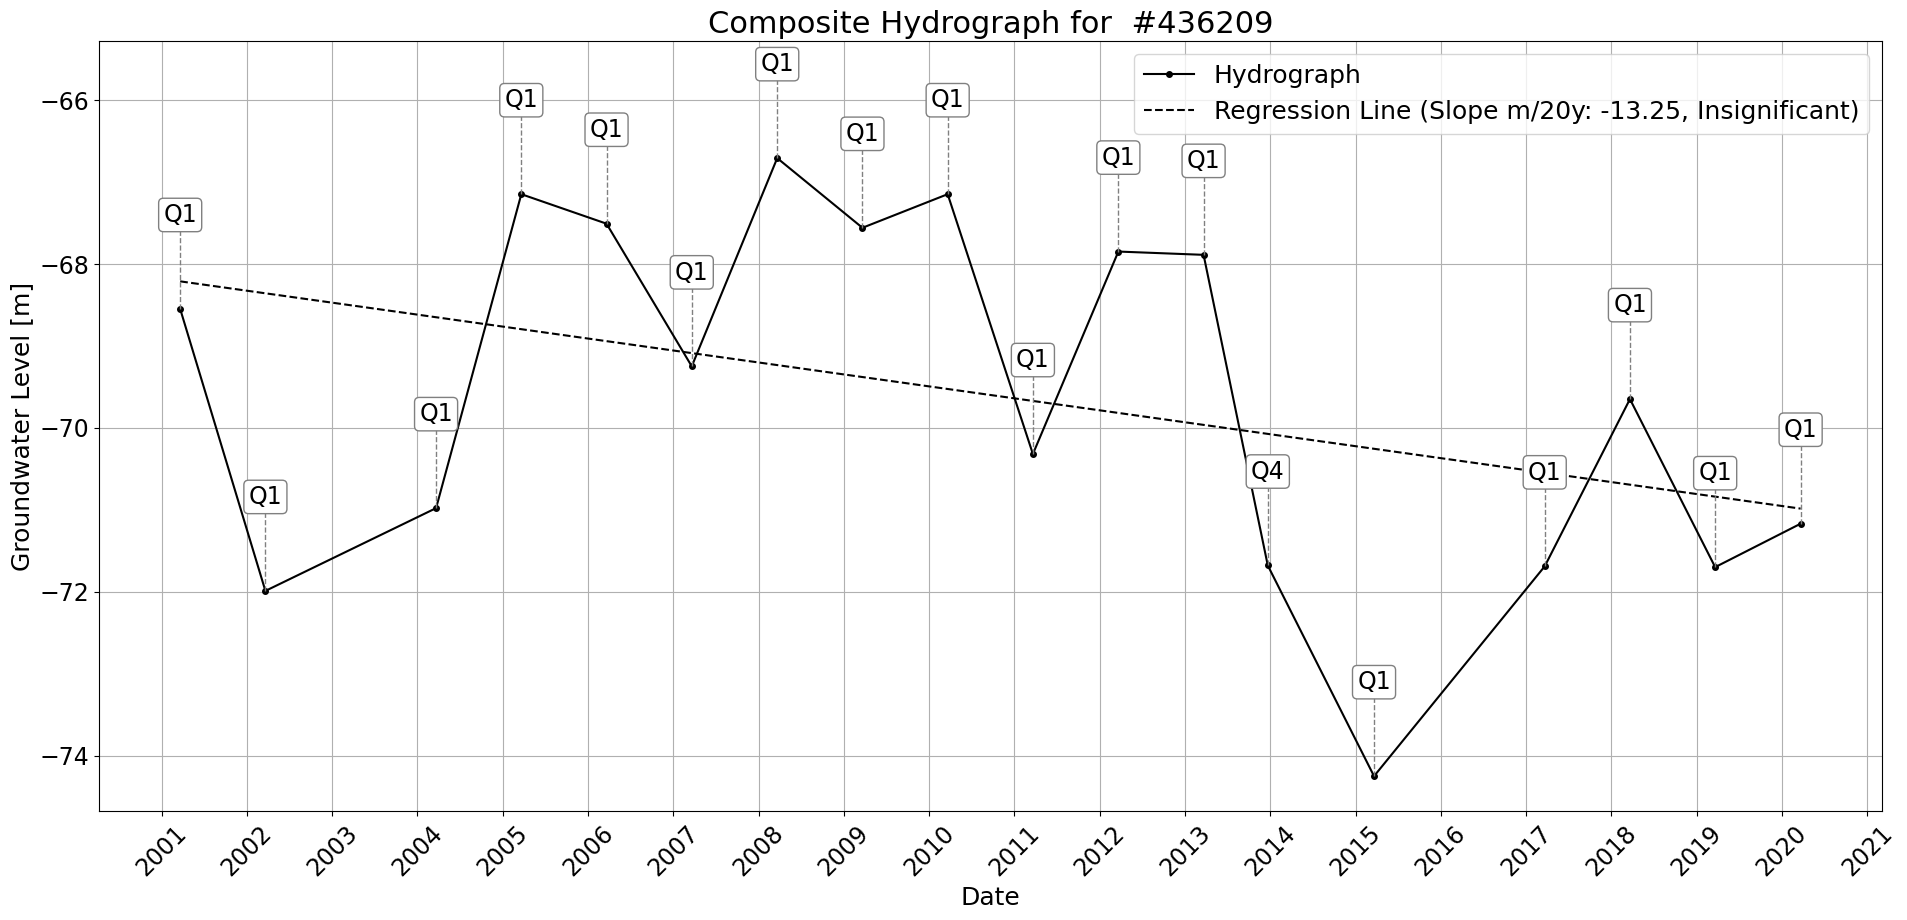 Composite Hydrograph for  #436209
Hydrograph
Regression Line (Slope m/20y: -13.25, Insignificant)
Groundwater Level [m]
−66
−68
−70
−72
−74
Q1
Q1
Q1
Q1
Q1
Q1
Q1
Q1
Q1
Q1
Q1
Q1
Q4
Q1
Q1
Q1
Q1
Q1
2001
2002
2003
2004
2005
2006
2007
2008
2009
2010
2011
2012
2013
2014
2015
2016
2017
2018
2019
2020
2021
Date